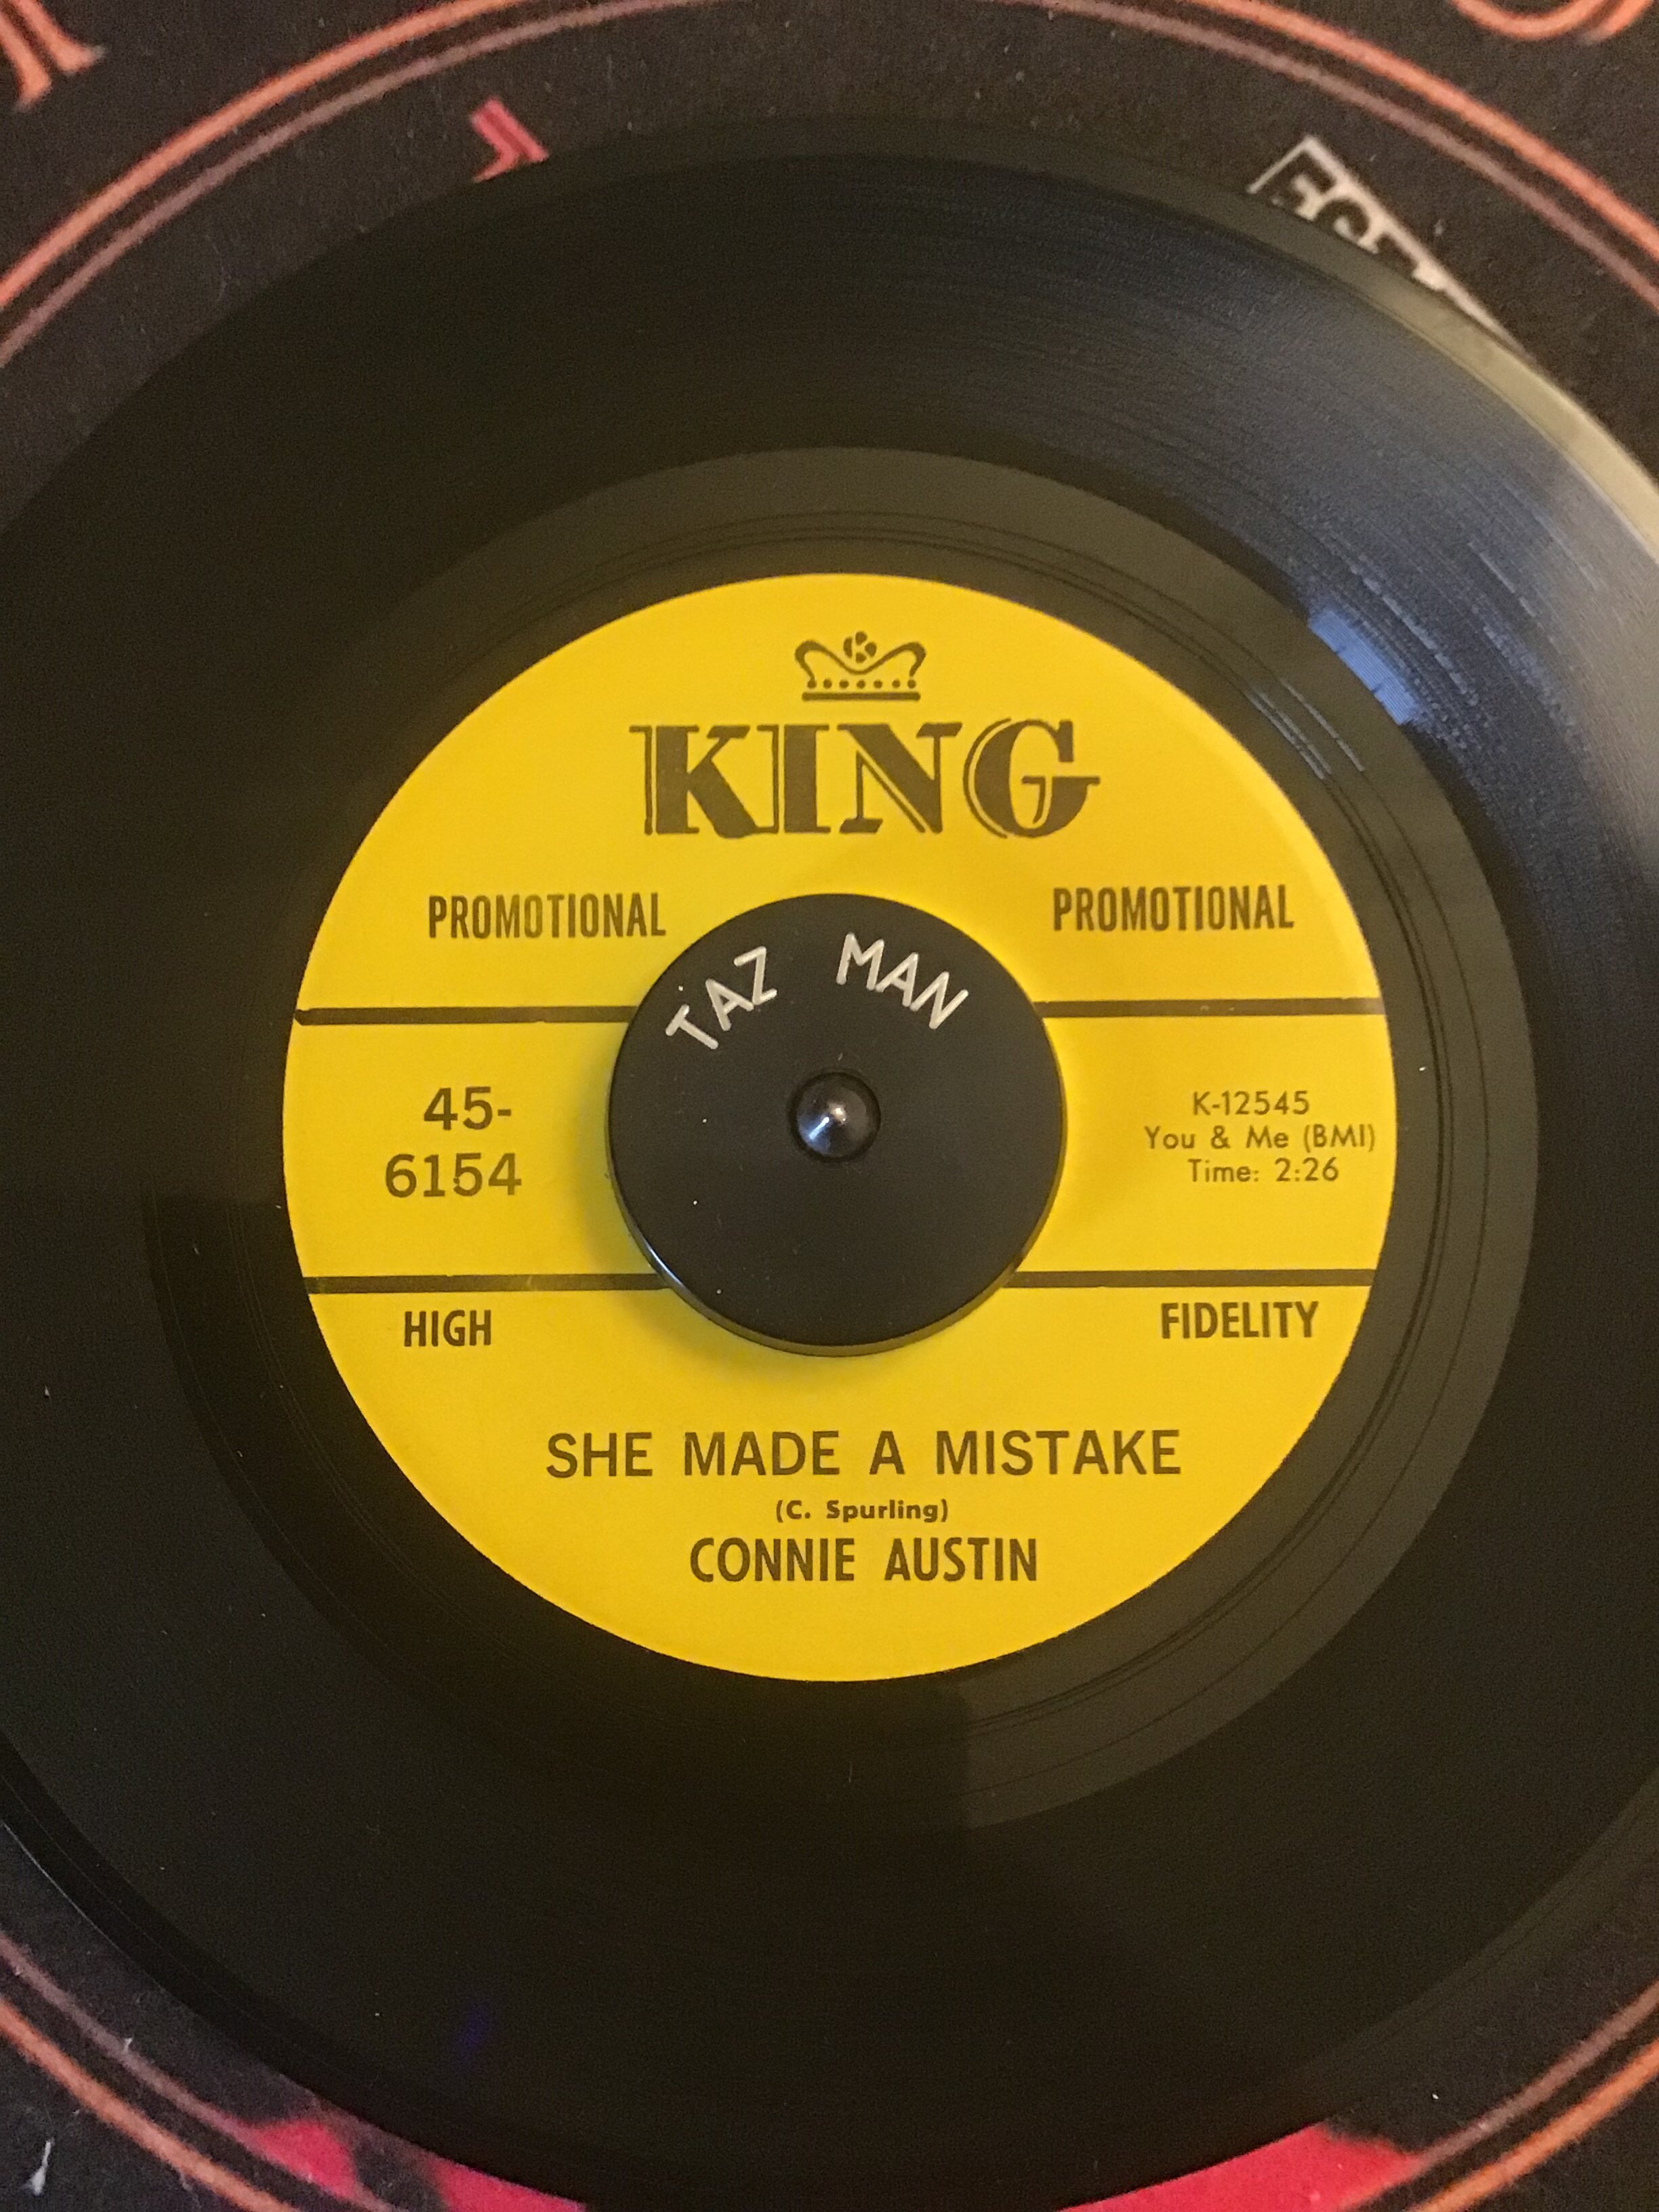 KING
PROMOTIONAL PROMOTIONAL
TAZ MAN
45-
6154
K-12545
You & Me (BMI)
Time: 2:26
HIGH FIDELITY
SHE MADE A MISTAKE
(C. Spurling)
CONNIE AUSTIN